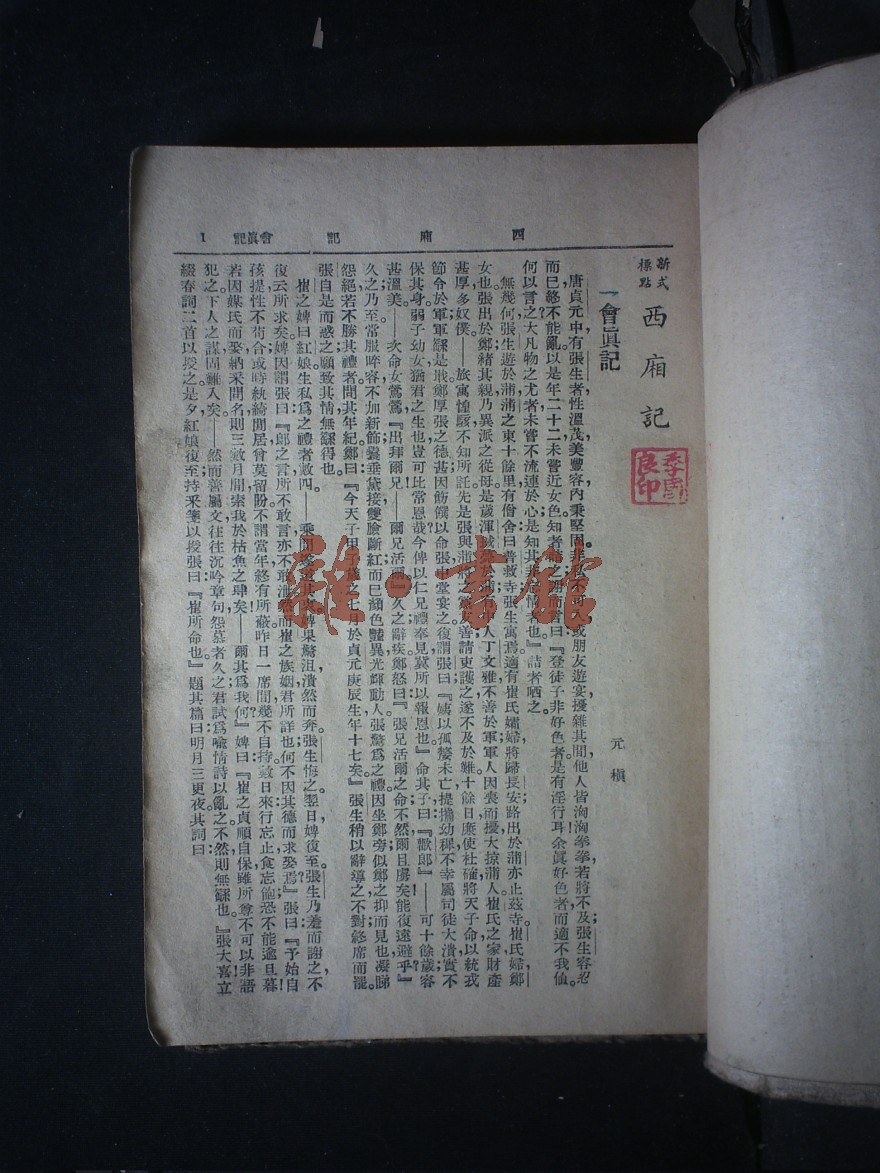 新式標點 西廂記
李國良印
一會眞記
元稹
西廂記 會眞記 1
唐貞元中，有張生者，性溫茂，美豐容，內秉堅固，非禮不可入。或朋友遊宴，擾雜其間，他人皆洶洶拳拳，若將不及；張生容忍
而已，終不能亂。以是年二十二，未嘗近女色。知者 之，謝而言曰：『登徒子非好色者，是有淫行耳。余眞好色者，而適不我値。
何以言之？大凡物之尤者，未嘗不流連於心，是知其非忘情者也。』詰者哂之。
無幾何，張生遊於蒲，蒲之東十餘里，有僧舍曰普救寺，張生寓焉。適有崔氏孀婦，將歸長安，路出於蒲，亦止茲寺。崔氏婦，鄭
女也。張出於鄭，緒其親，乃異派之從母。是歲，渾瑊薨於蒲，有 人丁文雅，不善於軍，軍人因喪而擾，大掠蒲人。崔氏之家，財產
甚厚，多奴僕——旅寓惶駭，不知所託。先是張與蒲將之黨友善，請吏護之，遂不及於難。十餘日，廉使杜確將天子命以統戎
節，令於軍，軍繇是戢。鄭厚張之德甚，因飭饌以命張，中堂宴之。復謂張曰：『姨以孤嫠未亡，提攜幼稚，不幸屬司徒大潰，實不
保其身。弱子幼女，猶君之生也，豈可比常恩哉？今俾以仁兄禮奉見，冀所以報恩也。』命其子曰：『歡郎』——可十餘歲，容
甚溫美——次命女鶯鶯：『出拜爾兄！——爾兄活爾！』久之，辭疾。鄭怒曰：『張兄活爾之命；不然，爾且虜矣，能復遠避乎？』
久之乃至。常服睟容，不加新飾，鬟垂黛接，雙臉斷紅而已，顏色豔異，光輝動人。張驚，爲之禮。因坐鄭旁，似鄭之抑而見也，凝睇
怨絕，若不勝其禮者。問其年紀，鄭曰：『今天子甲子歲之七月，於貞元庚辰，生年十七矣。』張生稍以辭導之，不對，終席而罷。
張自是而惑之，願致其情，無繇得也。
崔之婢曰紅娘，生私爲之禮者數四——乘間遂道其衷。婢果驚沮，潰然而奔。張生悔之。翌日，婢復至，張生乃羞而謝之，不
復云所求矣。婢因謂張曰：『郎之言，所不敢言，亦不敢泄；然而崔之族姻，君所詳也，何不因其德而求娶焉？』張曰：『予始自
孩提，性不苟合；或時紈綺閒居，曾莫留盼。不謂當年，終有所蔽。昨日一席間，幾不自持。數日來，行忘止，食忘飽，恐不能逾旦暮。
若因媒氏而娶，納釆問名，則三數月間，索我於枯魚之肆矣！——爾其爲我何？』婢曰：『崔之貞順自保，雖所尊不可以非語
犯之；下人之謀，固難入矣。——然而善屬文，往往沉吟章句，怨慕者久之。君試爲喩情詩以亂之；不然，則無繇也。』張大喜，立
綴春詞二首以授之。是夕，紅娘復至，持釆箋以授張曰：『崔所命也。』題其篇曰：明月三更夜，其詞曰：
雜·書館